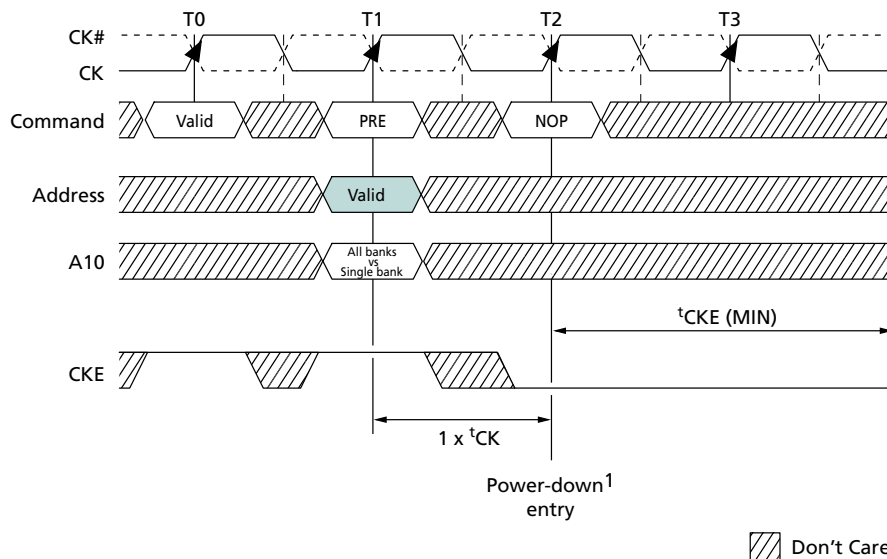 T0 T1 T2 T3
CK#
CK
Command Valid PRE NOP
Address Valid
A10 All banks
vs
Single bank
tCKE (MIN)
CKE
1 x tCK
Power-down1
entry
Don't Care